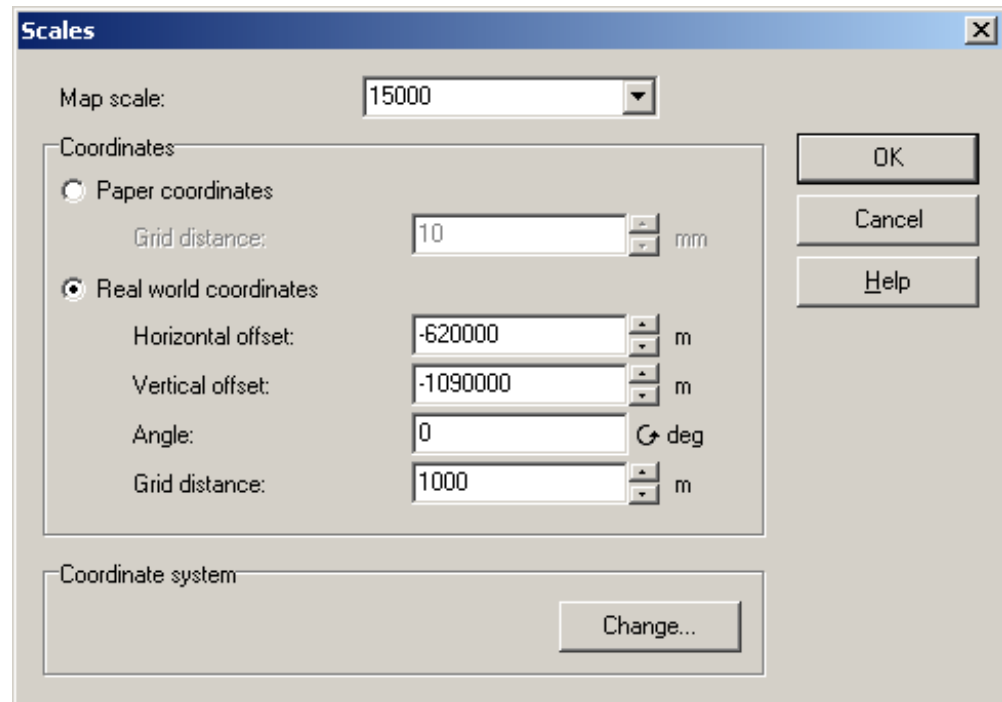 Scales
Map scale: 15000
Coordinates
OK
Paper coordinates
Grid distance: 10 mm
Cancel
Real world coordinates
Help
Horizontal offset: -620000 m
Vertical offset: -1090000 m
Angle: 0 deg
Grid distance: 1000 m
Coordinate system
Change...